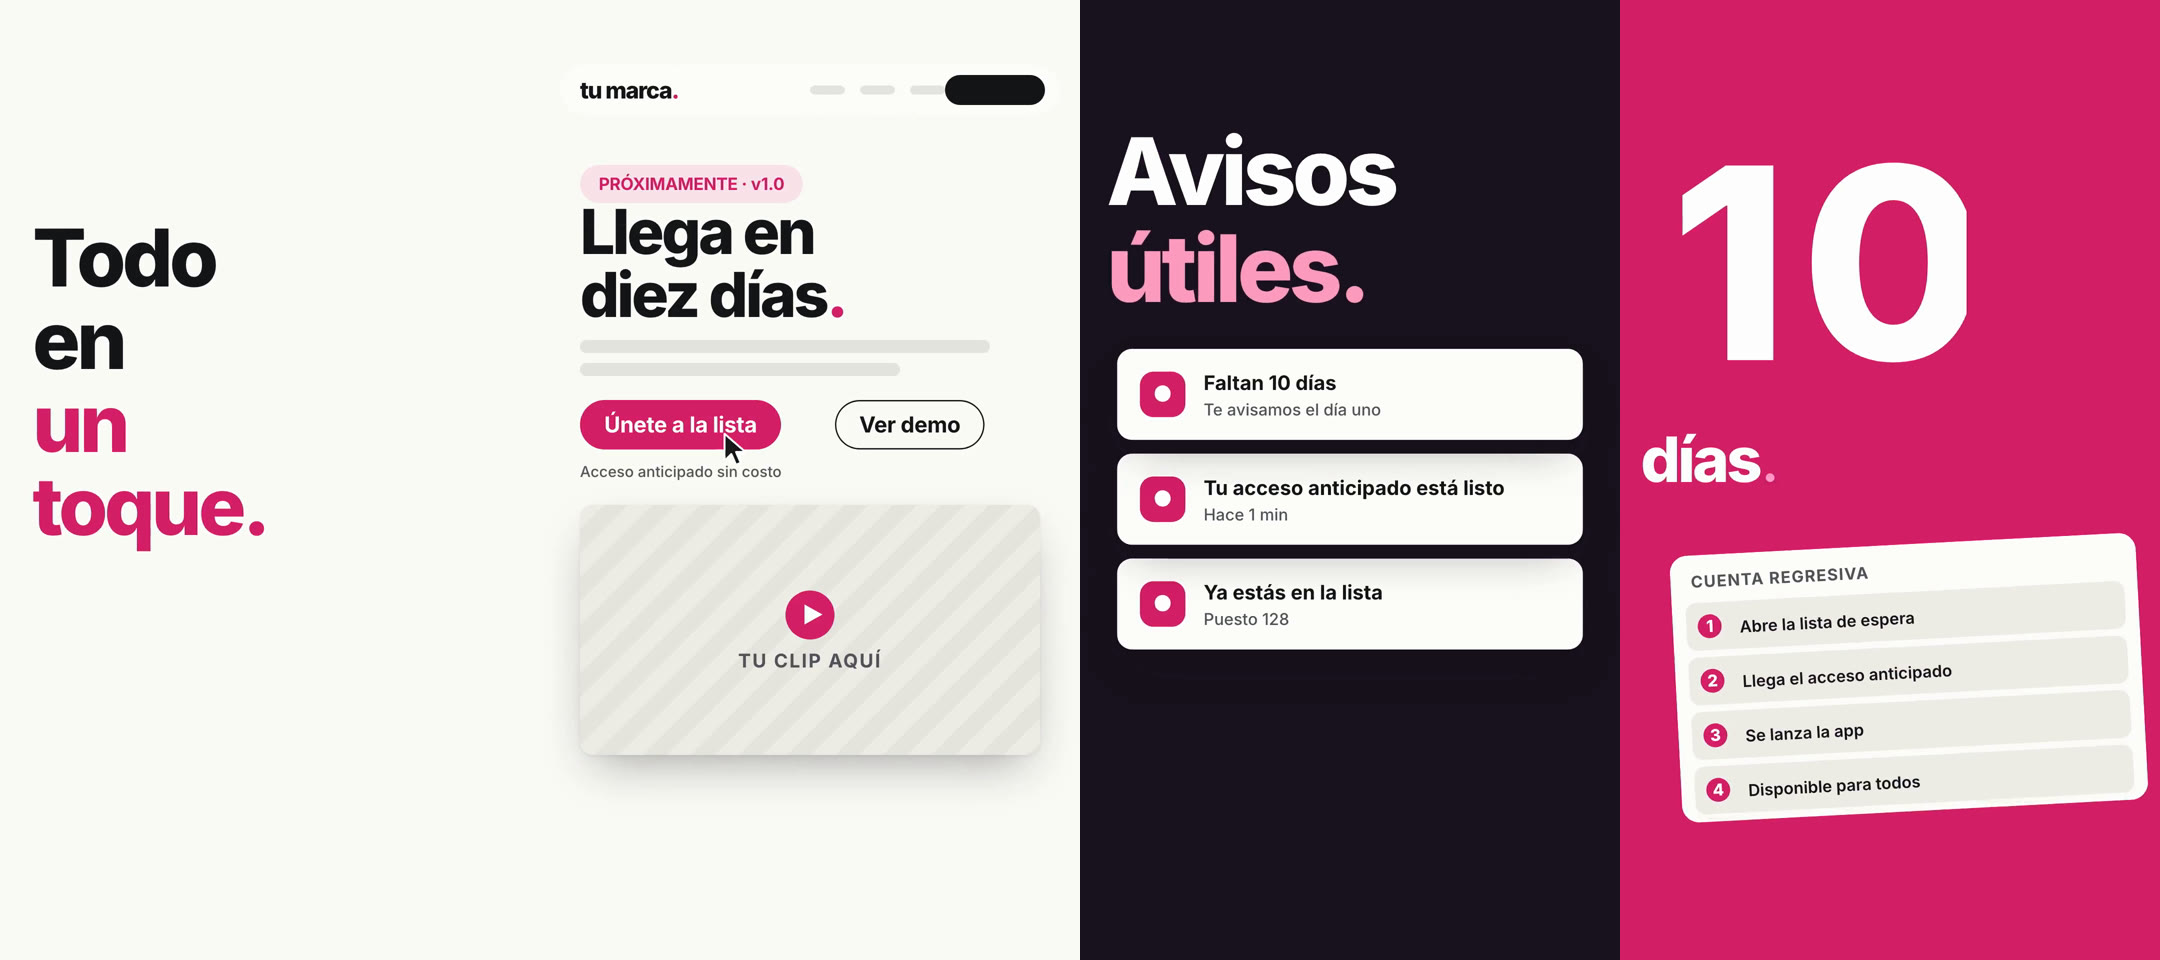 Todo
en
un
toque.
tu marca.
PRÓXIMAMENTE · v1.0
Llega en
diez días.
Únete a la lista
Ver demo
Acceso anticipado sin costo
TU CLIP AQUÍ
Avisos
útiles.
Faltan 10 días
Te avisamos el día uno
Tu acceso anticipado está listo
Hace 1 min
Ya estás en la lista
Puesto 128
10
días.
CUENTA REGRESIVA
1 Abre la lista de espera
2 Llega el acceso anticipado
3 Se lanza la app
4 Disponible para todos